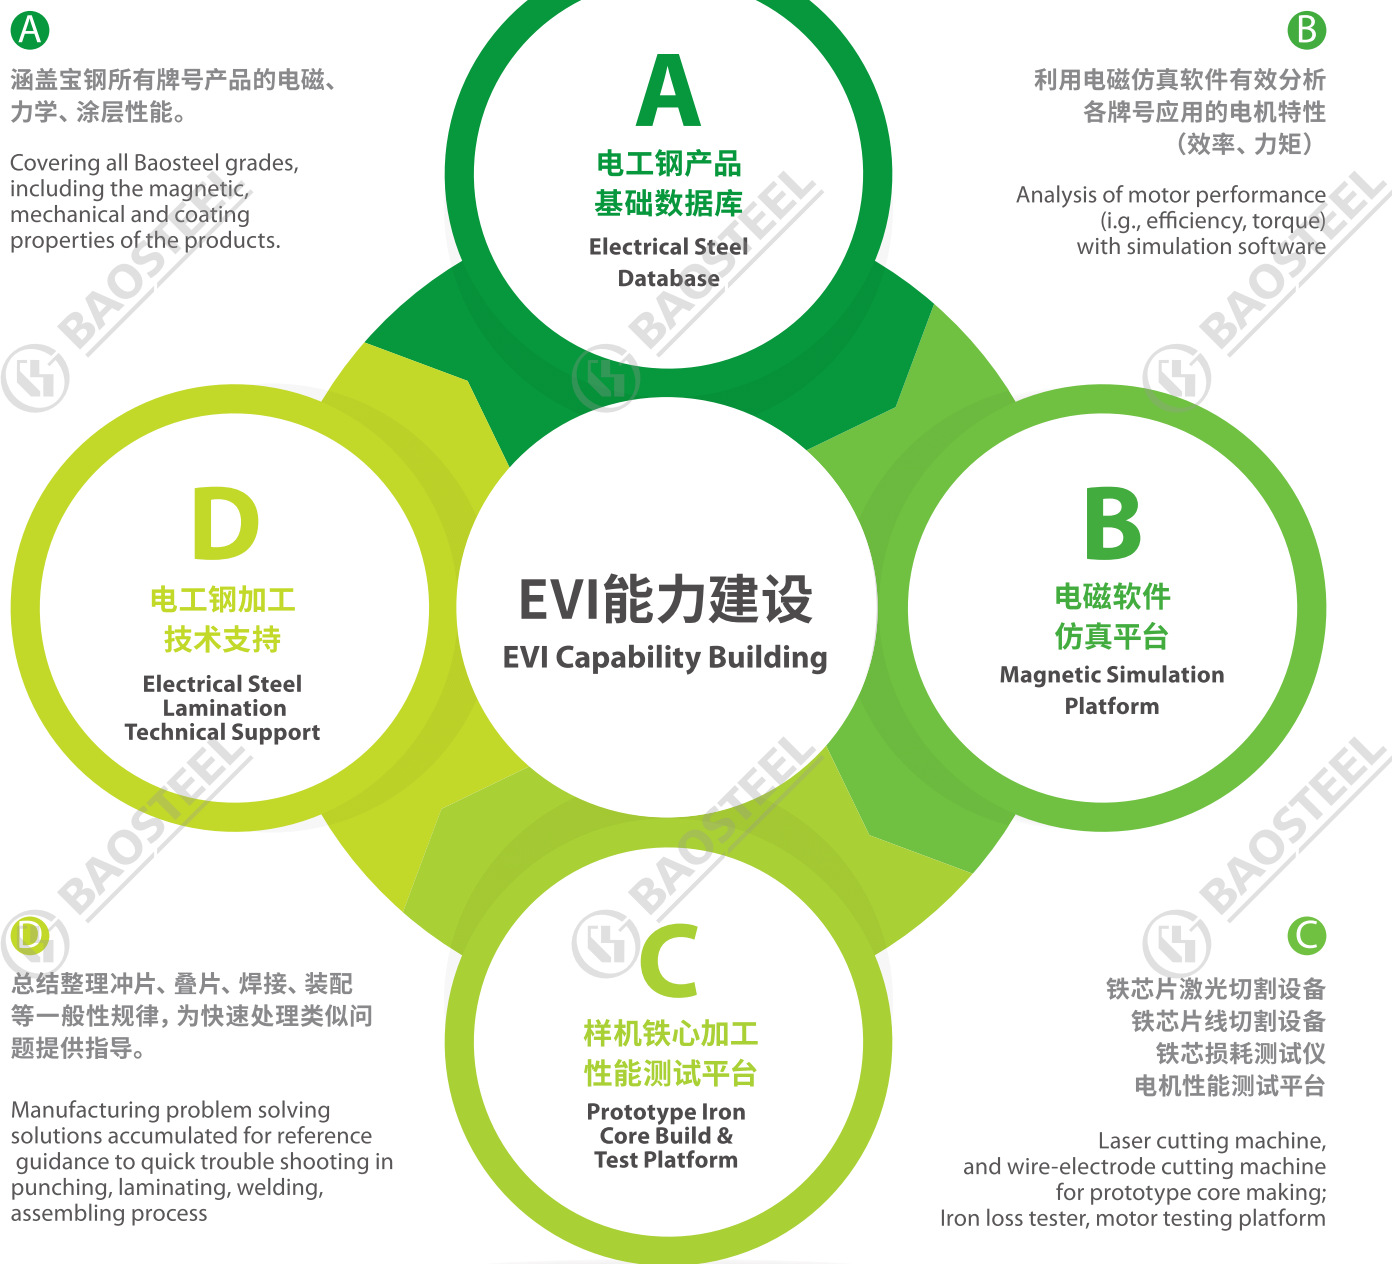 A
涵盖宝钢所有牌号产品的电磁、
力学、涂层性能。
Covering all Baosteel grades,
including the magnetic,
mechanical and coating
properties of the products.
A
电工钢产品
基础数据库
Electrical Steel
Database
B
利用电磁仿真软件有效分析
各牌号应用的电机特性
（效率、力矩）
Analysis of motor performance
(i.g., efficiency, torque)
with simulation software
D
电工钢加工
技术支持
Electrical Steel
Lamination
Technical Support
EVI能力建设
EVI Capability Building
B
电磁软件
仿真平台
Magnetic Simulation
Platform
D
总结整理冲片、叠片、焊接、装配
等一般性规律，为快速处理类似问
题提供指导。
Manufacturing problem solving
solutions accumulated for reference
guidance to quick trouble shooting in
punching, laminating, welding,
assembling process
C
样机铁心加工
性能测试平台
Prototype Iron
Core Build &
Test Platform
C
铁芯片激光切割设备
铁芯片线切割设备
铁芯损耗测试仪
电机性能测试平台
Laser cutting machine,
and wire-electrode cutting machine
for prototype core making;
Iron loss tester, motor testing platform
BAOSTEEL
BAOSTEEL
BAOSTEEL
BAOSTEEL
BAOSTEEL
BAOSTEEL